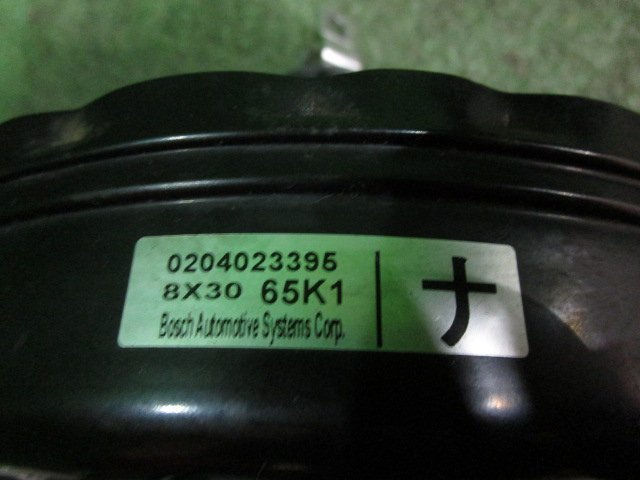 0204023395
8X30 65K1
Bosch Automotive Systems Corp.
ナ